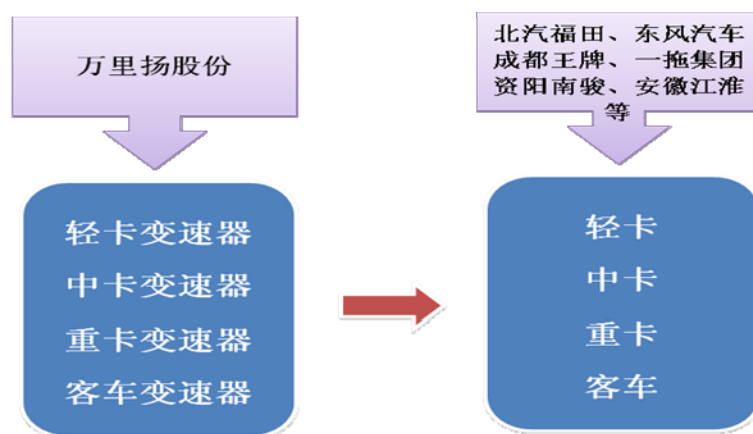 万里扬股份
轻卡变速器
中卡变速器
重卡变速器
客车变速器
北汽福田、东风汽车
成都王牌、一拖集团
资阳南骏、安徽江淮
等
轻卡
中卡
重卡
客车